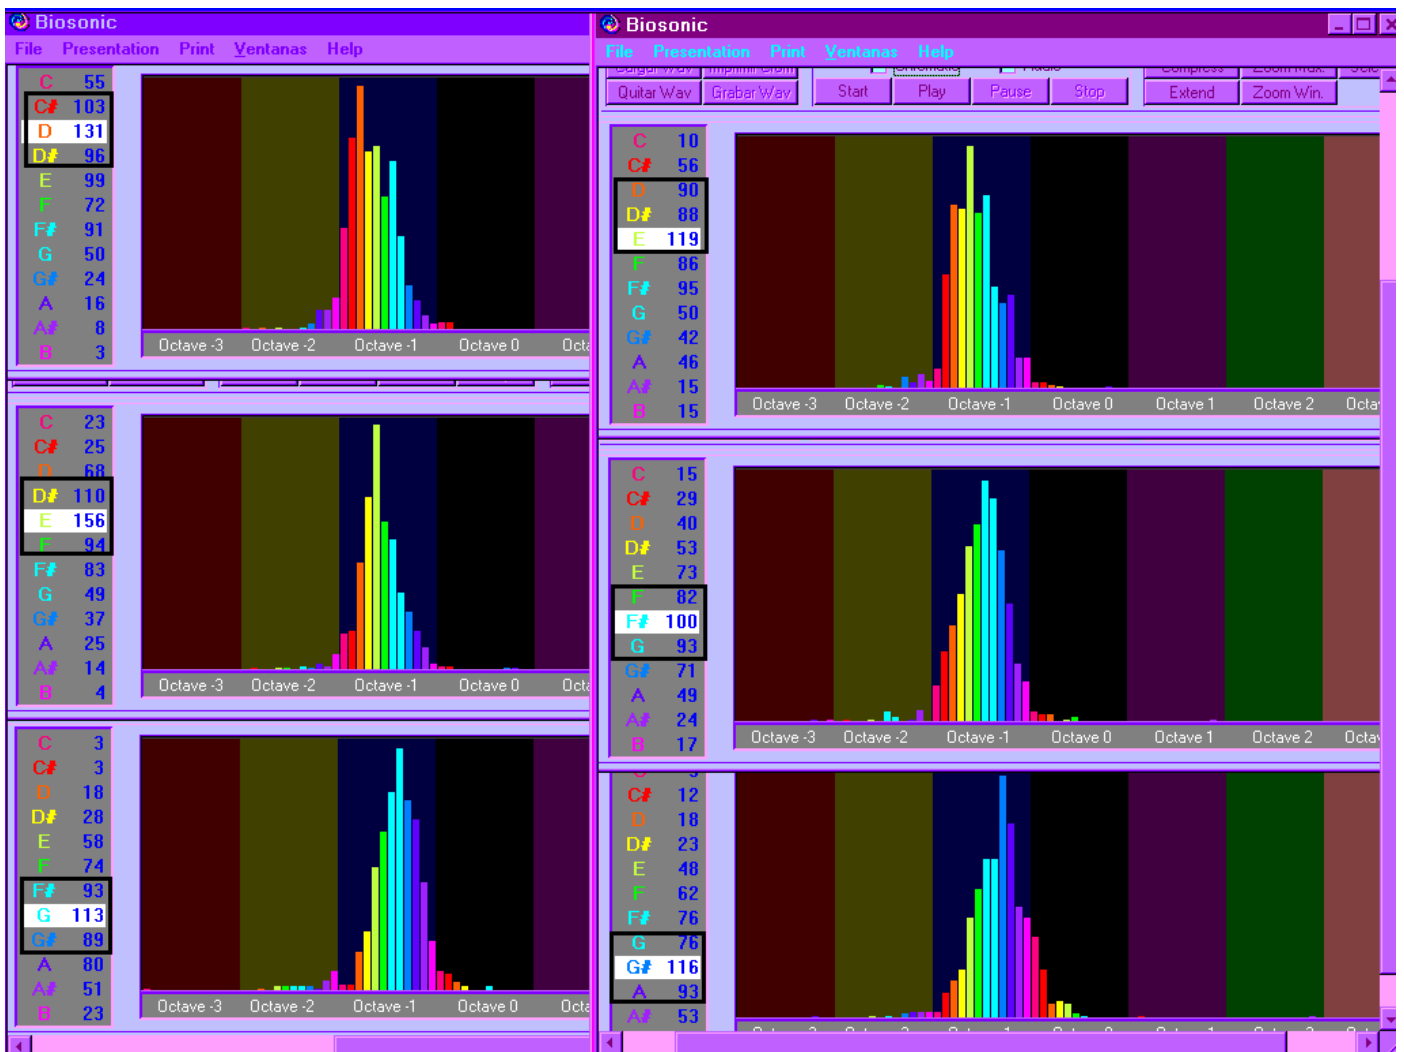 Biosonic
File Presentation Print Ventanas Help
C 55
C# 103
D 131
D# 96
E 99
F 72
F# 91
G 50
G# 24
A 16
A# 8
B 3
Octave -3 Octave -2 Octave -1 Octave 0 Octa
C 23
C# 25
D 68
D# 110
E 156
F 94
F# 83
G 49
G# 37
A 25
A# 14
B 4
Octave -3 Octave -2 Octave -1 Octave 0 Octa
C 3
C# 3
D 18
D# 28
E 58
F 74
F# 93
G 113
G# 89
A 80
A# 51
B 23
Octave -3 Octave -2 Octave -1 Octave 0 Octa
Biosonic
File Presentation Print Ventanas Help
Quitar Wav Grabar Wav Start Play Pause Stop Extend Zoom Win.
C 10
C# 56
D 90
D# 88
E 119
F 86
F# 95
G 50
G# 42
A 46
A# 15
B 15
Octave -3 Octave -2 Octave -1 Octave 0 Octave 1 Octave 2 Octa
C 15
C# 29
D 40
D# 53
E 73
F 82
F# 100
G 93
G# 71
A 49
A# 24
B 17
Octave -3 Octave -2 Octave -1 Octave 0 Octave 1 Octave 2 Octav
C# 12
D 18
D# 23
E 48
F 62
F# 76
G 76
G# 116
A 93
A# 53